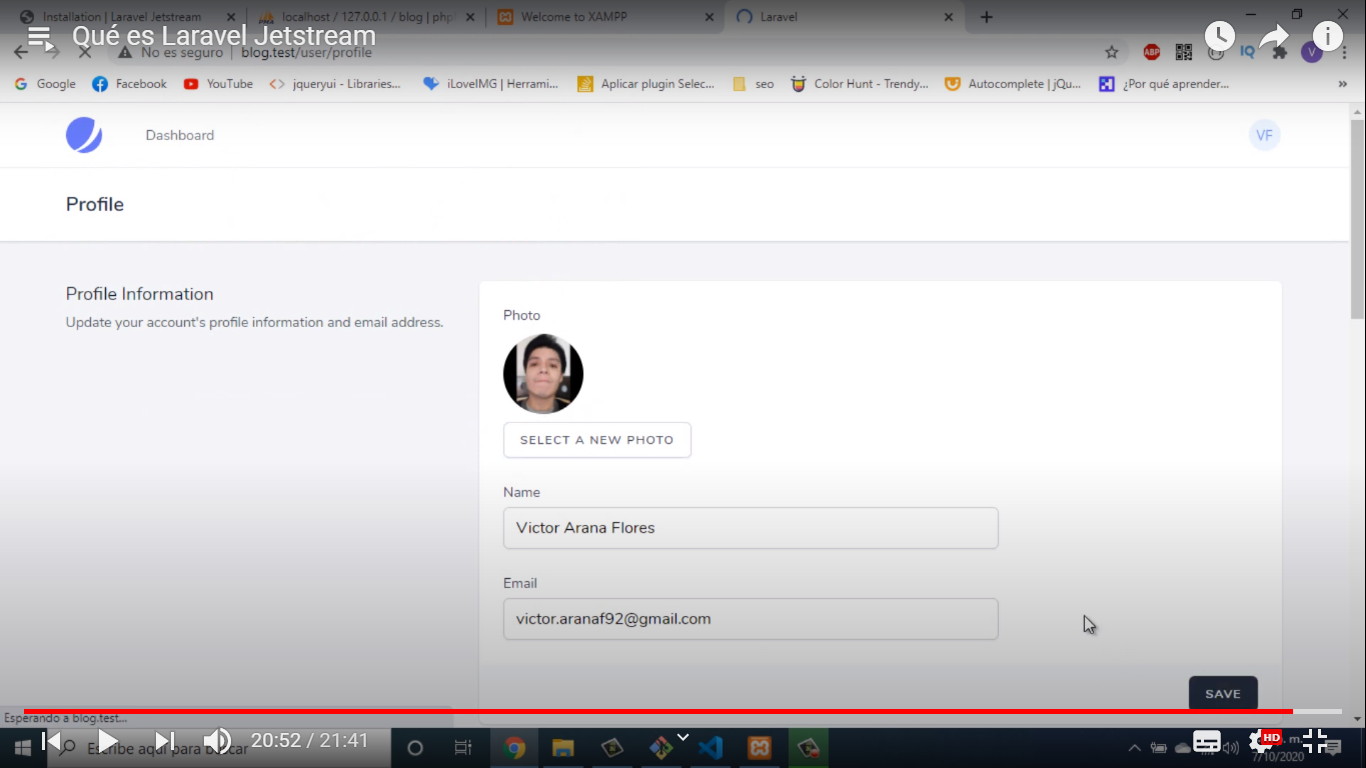 Installation | Laravel Jetstream
localhost / 127.0.0.1 / blog | php
Welcome to XAMPP
Laravel
Qué es Laravel Jetstream
No es seguro | blog.test/user/profile
ABP
IQ
V
Google
Facebook
YouTube
jqueryui - Libraries...
iLoveIMG | Herrami...
Aplicar plugin Selec...
seo
Color Hunt - Trendy...
Autocomplete | jQu...
¿Por qué aprender...
»
Dashboard
VF
Profile
Profile Information
Update your account's profile information and email address.
Photo
SELECT A NEW PHOTO
Name
Victor Arana Flores
Email
victor.aranaf92@gmail.com
SAVE
Esperando a blog.test...
Escribe aquí para buscar
20:52 / 21:41
HD
7/10/2020